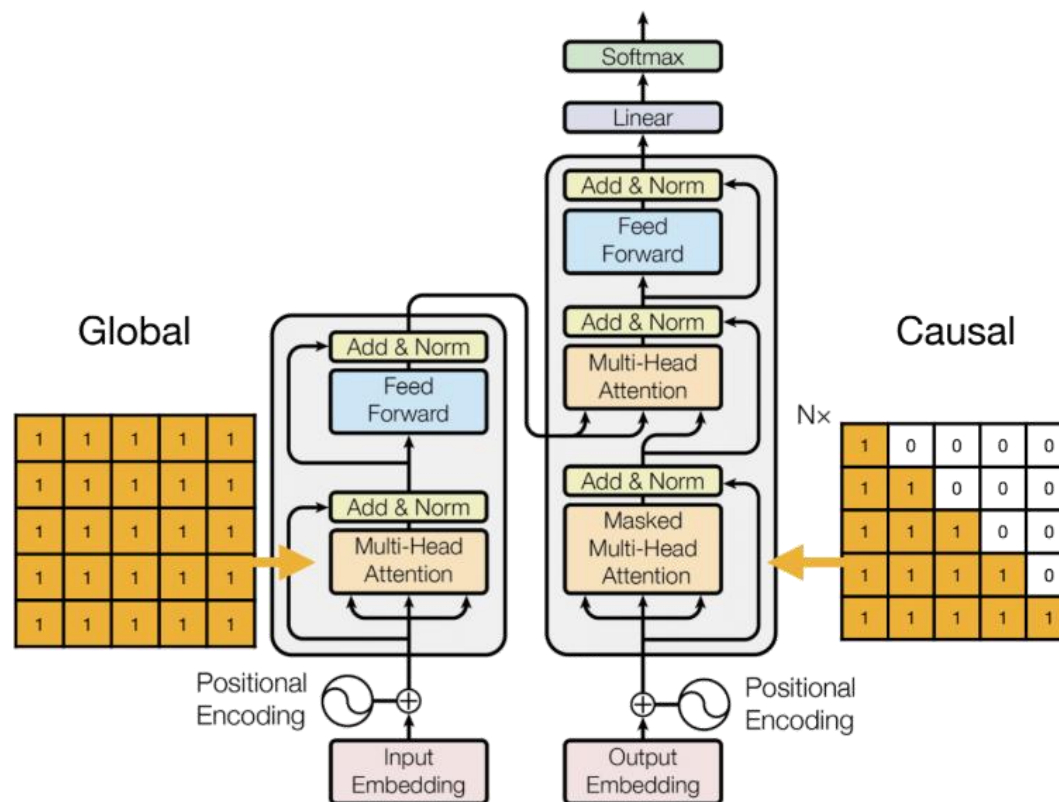 Softmax
Linear
Add & Norm
Feed
Forward
Add & Norm
Multi-Head
Attention
Add & Norm
Masked
Multi-Head
Attention
Global
Add & Norm
Feed
Forward
Add & Norm
Multi-Head
Attention
Causal
N×
1 1 1 1 1
1 1 1 1 1
1 1 1 1 1
1 1 1 1 1
1 1 1 1 1
1 0 0 0 0
1 1 0 0 0
1 1 1 0 0
1 1 1 1 0
1 1 1 1 1
Positional
Encoding
Input
Embedding
Output
Embedding
Positional
Encoding